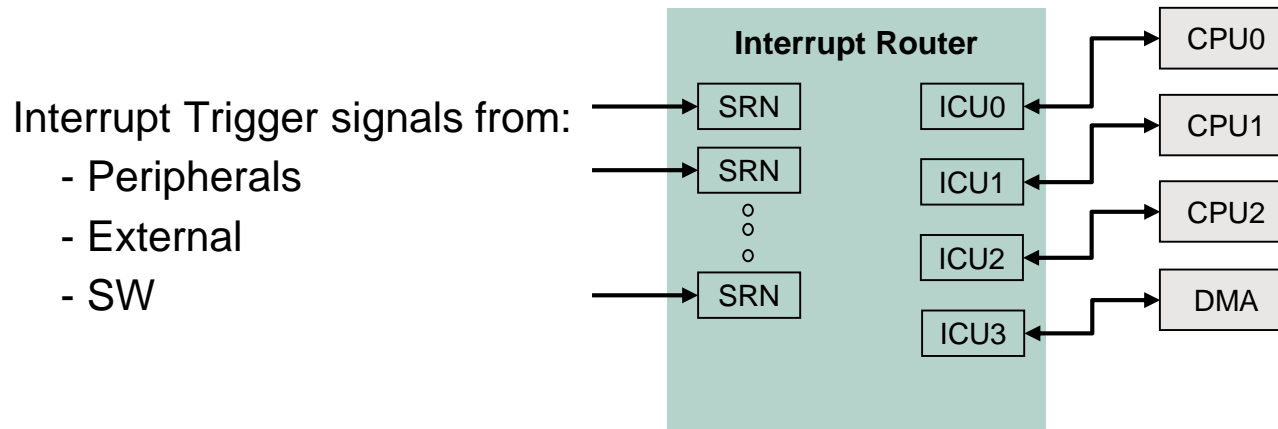 Interrupt Trigger signals from:
- Peripherals
- External
- SW
Interrupt Router
SRN
SRN
SRN
ICU0
ICU1
ICU2
ICU3
CPU0
CPU1
CPU2
DMA